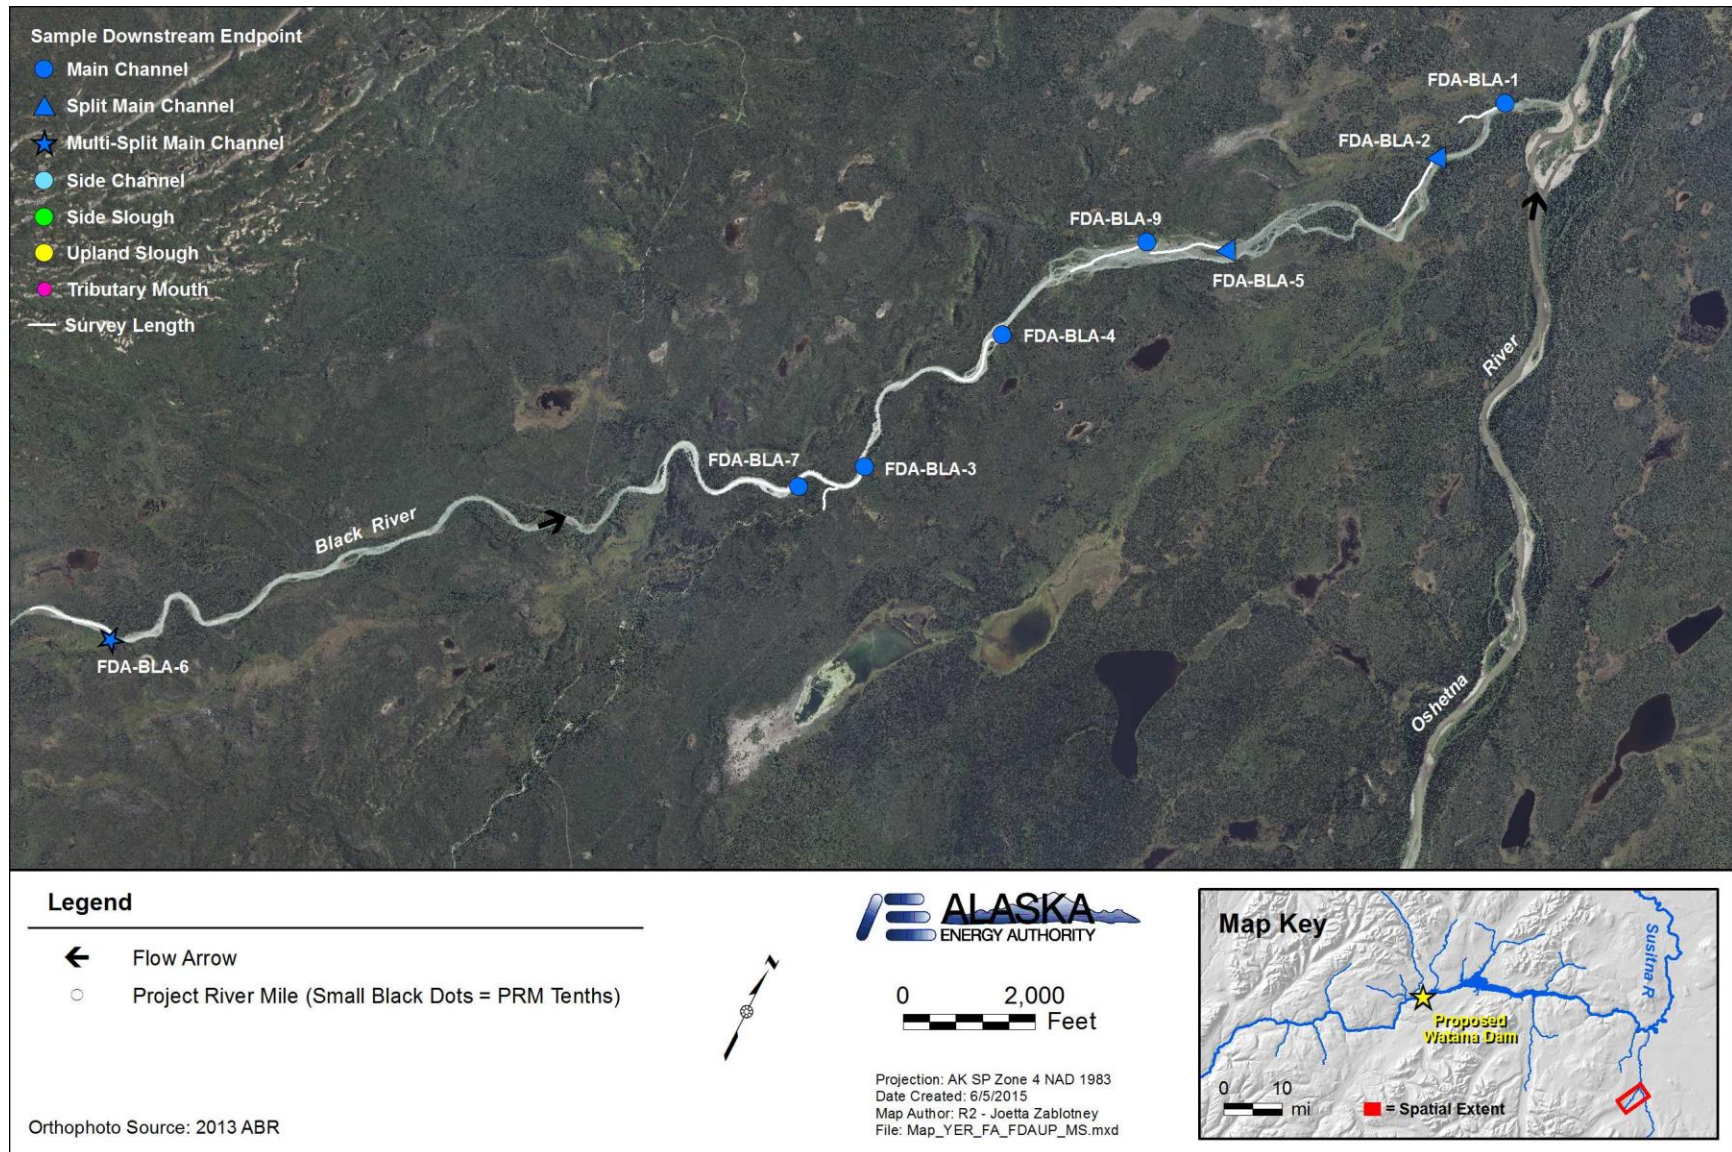 Sample Downstream Endpoint
Main Channel
Split Main Channel
Multi-Split Main Channel
Side Channel
Side Slough
Upland Slough
Tributary Mouth
Survey Length
FDA-BLA-1
FDA-BLA-2
FDA-BLA-9
FDA-BLA-5
FDA-BLA-4
FDA-BLA-7
FDA-BLA-3
FDA-BLA-6
Black River
River
Oshetna
Legend
Flow Arrow
Project River Mile (Small Black Dots = PRM Tenths)
Orthophoto Source: 2013 ABR
N
ALASKA
ENERGY AUTHORITY
0 2,000
Feet
Projection: AK SP Zone 4 NAD 1983
Date Created: 6/5/2015
Map Author: R2 - Joetta Zablotney
File: Map_YER_FA_FDAUP_MS.mxd
Map Key
Susitna R
Proposed
Watana Dam
0 10
mi
= Spatial Extent